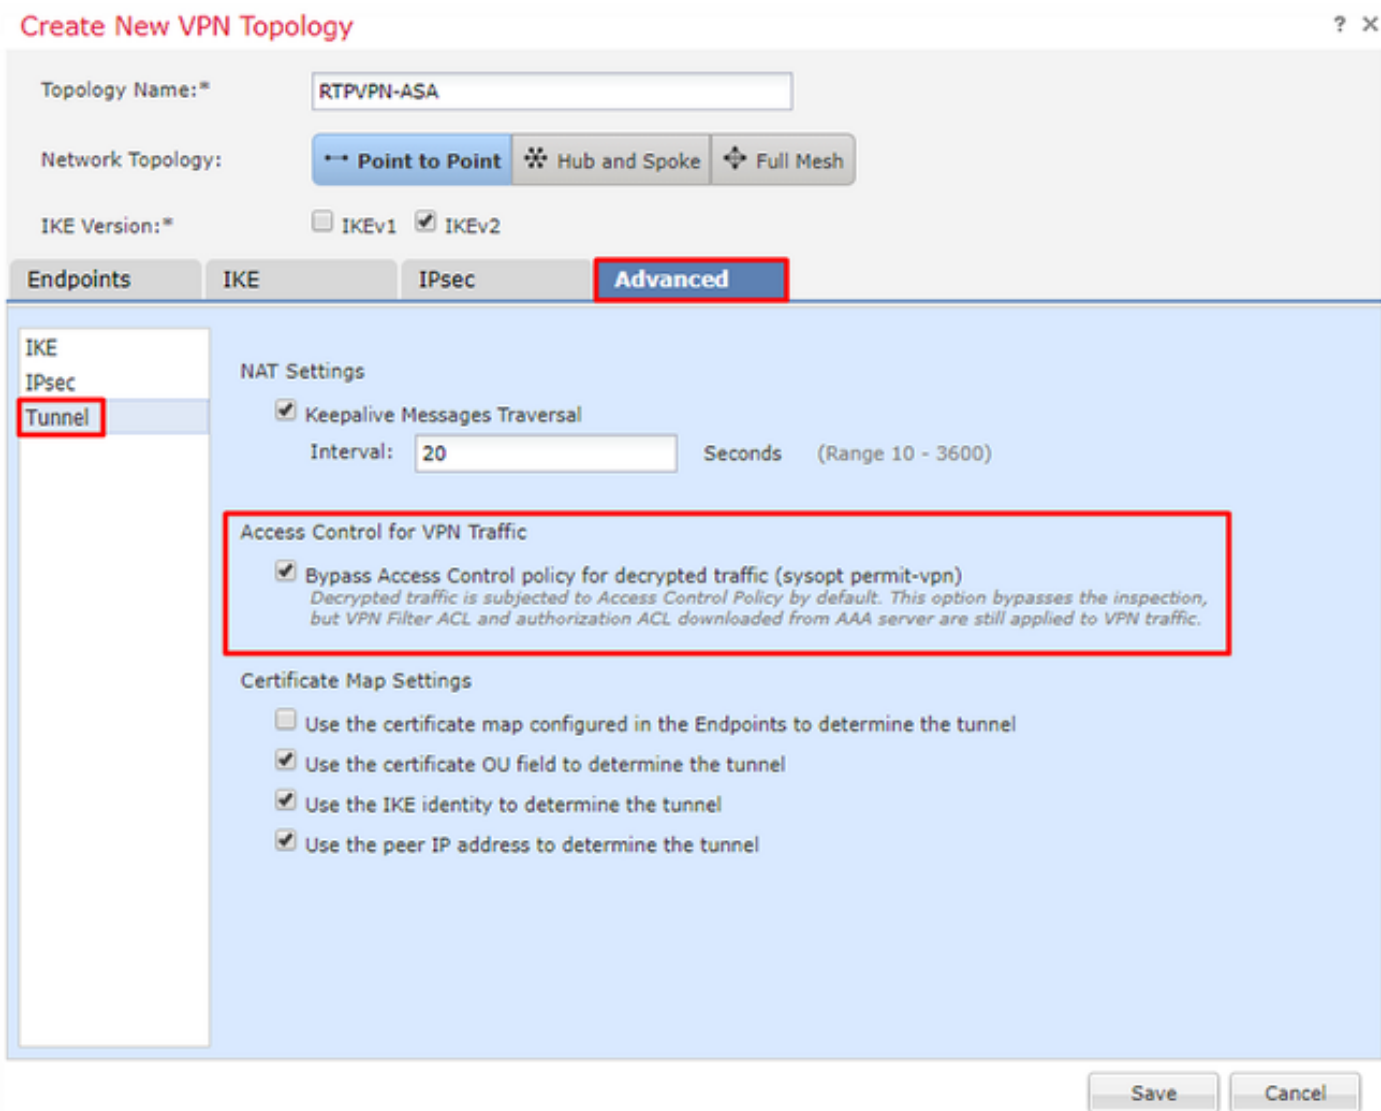 Create New VPN Topology
?
Topology Name:*
RTPVPN-ASA
Network Topology:
Point to Point
Hub and Spoke
Full Mesh
IKE Version:*
IKEv1
IKEv2
Endpoints
IKE
IPsec
Advanced
IKE
IPsec
Tunnel
NAT Settings
Keepalive Messages Traversal
Interval:
20
Seconds
(Range 10 - 3600)
Access Control for VPN Traffic
Bypass Access Control policy for decrypted traffic (sysopt permit-vpn)
Decrypted traffic is subjected to Access Control Policy by default. This option bypasses the inspection,
but VPN Filter ACL and authorization ACL downloaded from AAA server are still applied to VPN traffic.
Certificate Map Settings
Use the certificate map configured in the Endpoints to determine the tunnel
Use the certificate OU field to determine the tunnel
Use the IKE identity to determine the tunnel
Use the peer IP address to determine the tunnel
Save
Cancel